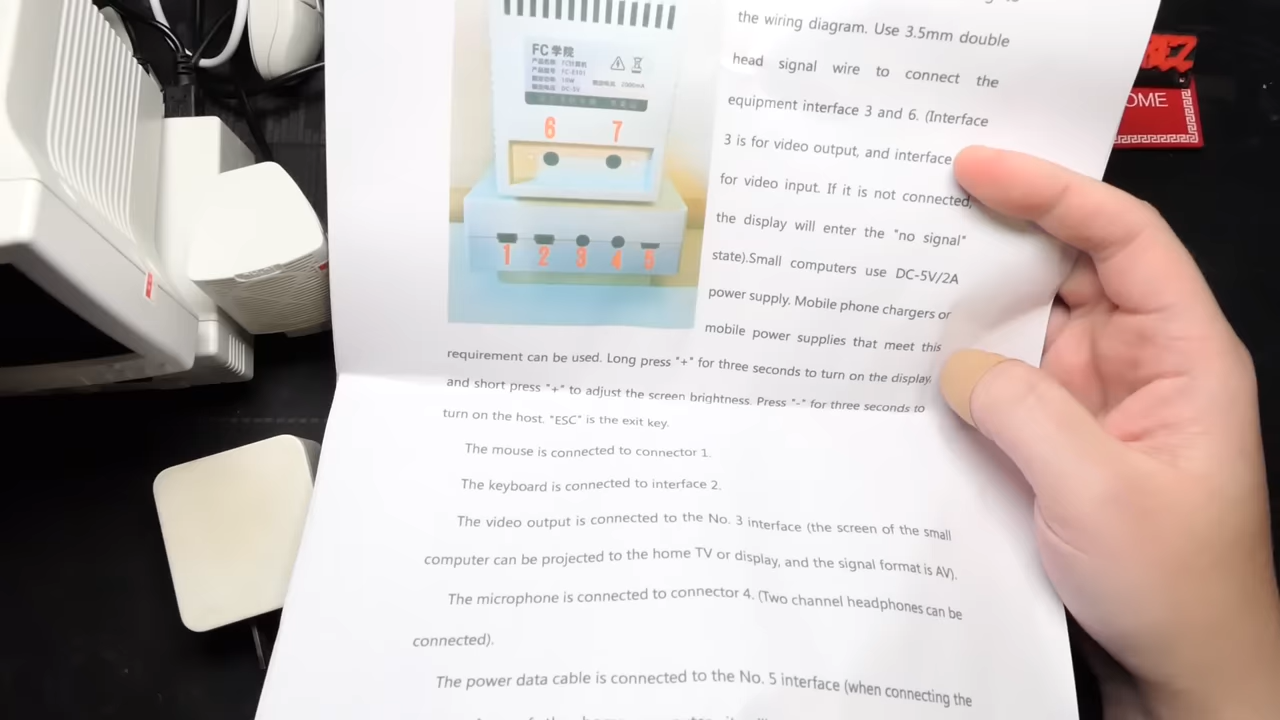 the wiring diagram. Use 3.5mm double
head signal wire to connect the
equipment interface 3 and 6. (Interface
3 is for video output, and interface
for video input. If it is not connected,
the display will enter the "no signal"
state).Small computers use DC-5V/2A
power supply. Mobile phone chargers or
mobile power supplies that meet this
requirement can be used. Long press "+" for three seconds to turn on the display,
and short press "+" to adjust the screen brightness. Press "-" for three seconds to
turn on the host. "ESC" is the exit key.
The mouse is connected to connector 1.
The keyboard is connected to interface 2.
The video output is connected to the No. 3 interface (the screen of the small
computer can be projected to the home TV or display, and the signal format is AV).
The microphone is connected to connector 4. (Two channel headphones can be
connected).
The power data cable is connected to the No. 5 interface (when connecting the
FC学院
6 7
1 2 3 4 5
OME